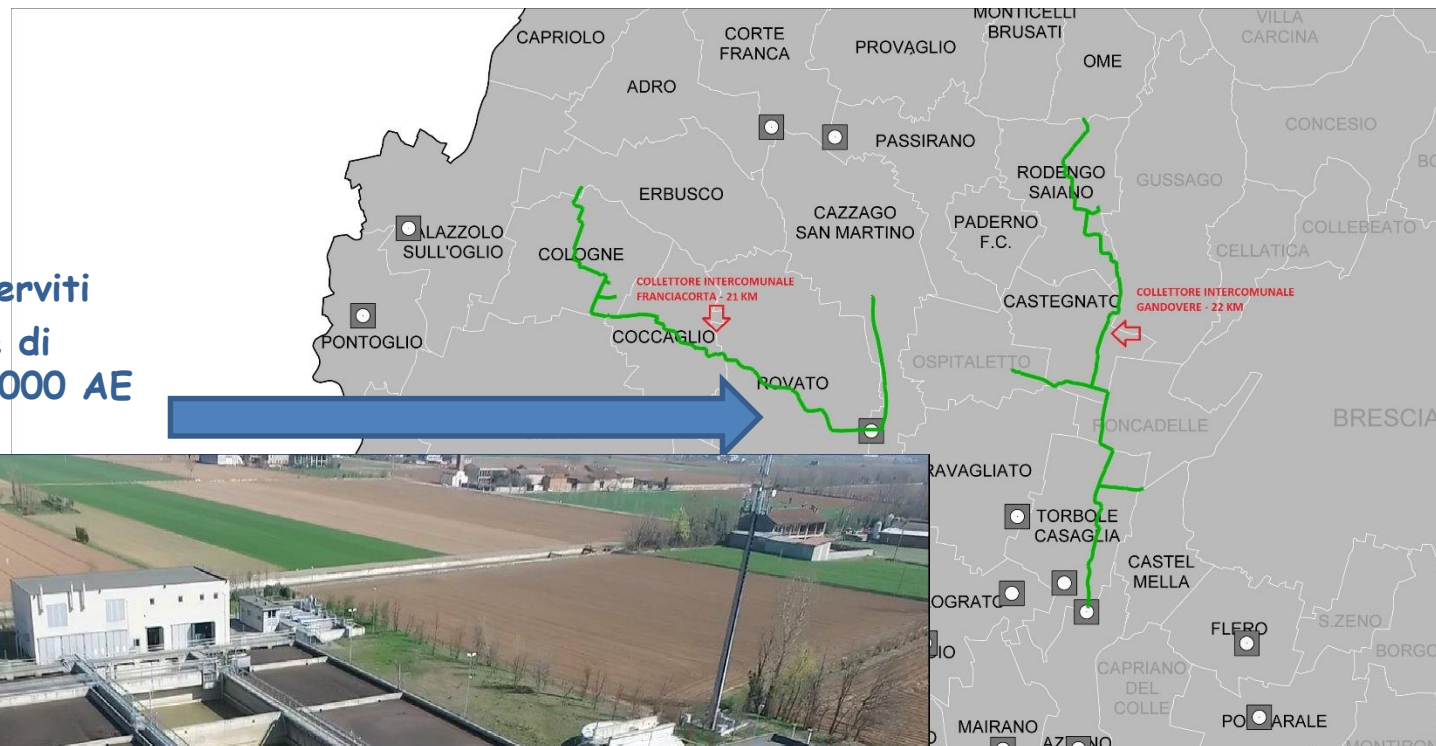 CAPRIOLO
CORTE
FRANCA
PROVAGLIO
MONTICELLI
BRUSATI
OME
VILLA
CARCINA
ADRO
PASSIRANO
CONCESIO
RODENGO
SAIANO
GUSSAGO
ERBUSCO
CAZZAGO
SAN MARTINO
PADERNO
F.C.
COLLEBEATO
CELLATICA
ALAZZOLO
SULL'OGLIO
COLOGNE
COLLETTORE INTERCOMUNALE
FRANCIACORTA - 21 KM
CASTEGNATO
COLLETTORE INTERCOMUNALE
GANDOVERE - 22 KM
erviti
di
000 AE
PONTOGLIO
COCCAGLIO
OSPITALETTO
ROVATO
RONCADELLE
BRESCIA
RAVAGLIATO
TORBOLE
CASAGLIA
CASTEL
MELLA
OGRATO
FLERO
S.ZENO
BORGO
IO
CAPRIANO
DEL
COLLE
MAIRANO
PO ARALE